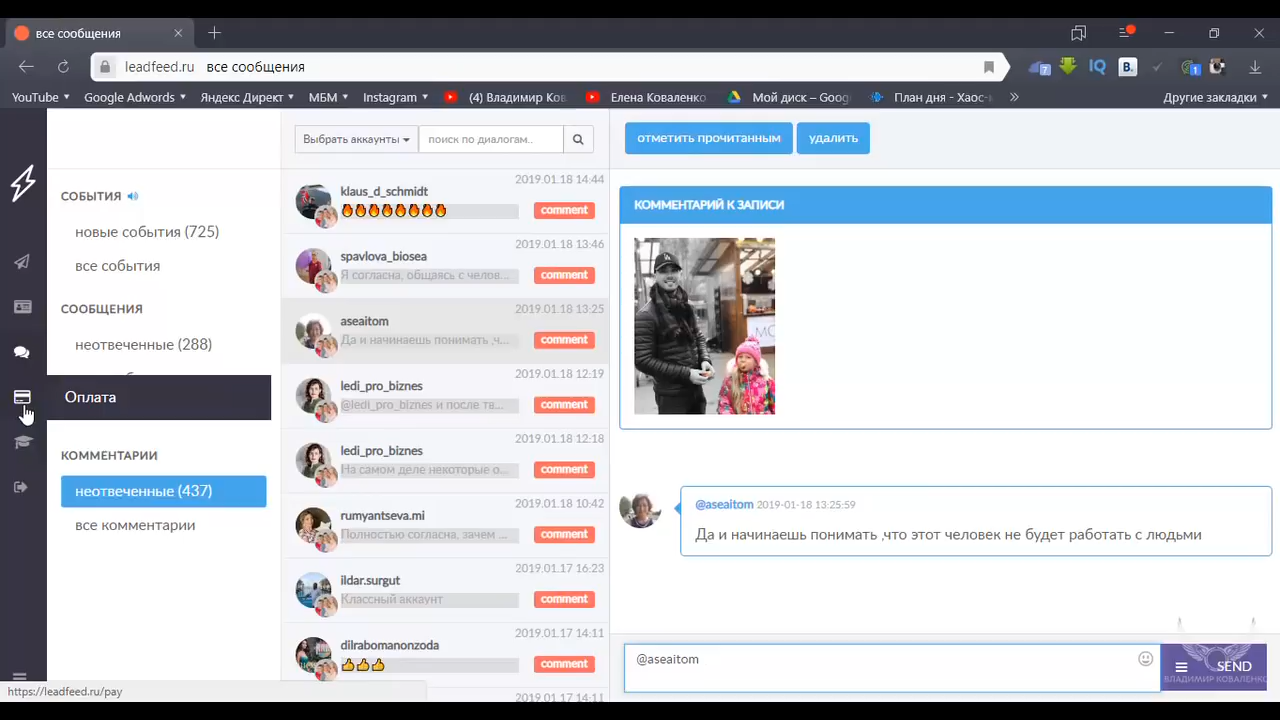 все сообщения
leadfeed.ru все сообщения
7
IQ
B.
1
YouTube
Google Adwords
Яндекс Директ
МБМ
Instagram
(4) Владимир Ков
Елена Коваленко
Мой диск – Goog
План дня - Хаос-
Другие закладки
Выбрать аккаунты
поиск по диалогам..
отметить прочитанным
удалить
СОБЫТИЯ
новые события (725)
все события
СООБЩЕНИЯ
неотвеченные (288)
Оплата
КОММЕНТАРИИ
неотвеченные (437)
все комментарии
2019.01.18 14:44
klaus_d_schmidt
🔥🔥🔥🔥🔥🔥🔥🔥
comment
2019.01.18 13:46
spavlova_biosea
Я согласна, общаясь с челов...
comment
2019.01.18 13:25
aseaitom
Да и начинаешь понимать ,ч...
comment
2019.01.18 12:19
ledi_pro_biznes
@ledi_pro_biznes и после тв...
comment
2019.01.18 12:18
ledi_pro_biznes
На самом деле некоторые о...
comment
2019.01.18 10:42
rumyantseva.mi
Полностью согласна, зачем ...
comment
2019.01.17 16:23
ildar.surgut
Классный аккаунт
comment
2019.01.17 14:11
dilrabomanonzoda
👍👍👍
comment
2019.01.17 14:11
КОММЕНТАРИЙ К ЗАПИСИ
@aseaitom 2019-01-18 13:25:59
Да и начинаешь понимать ,что этот человек не будет работать с людьми
@aseaitom
SEND
ВЛАДИМИР КОВАЛЕНКО
https://leadfeed.ru/pay